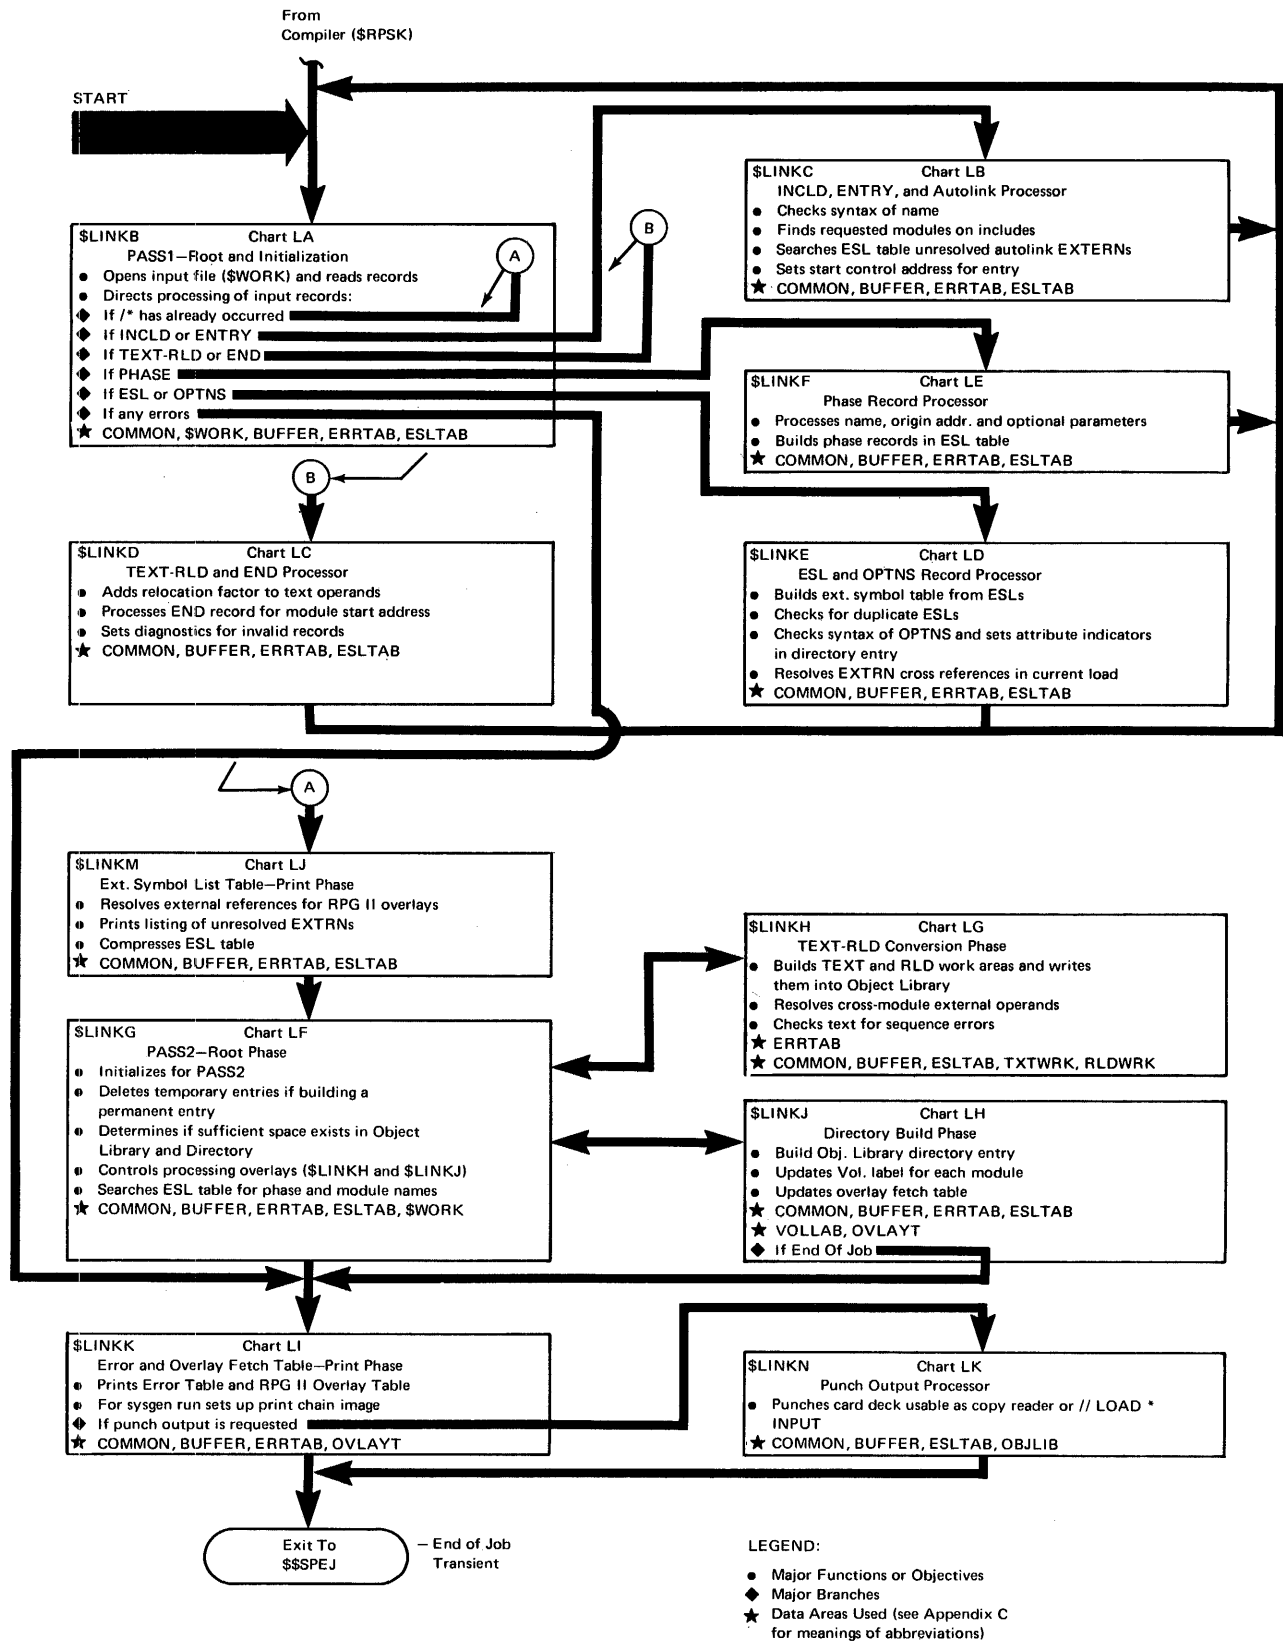 From
Compiler ($RPSK)
START
$LINKB Chart LA
PASS1—Root and Initialization
● Opens input file ($WORK) and reads records
● Directs processing of input records:
◆ If /* has already occurred
◆ If INCLD or ENTRY
◆ If TEXT-RLD or END
◆ If PHASE
◆ If ESL or OPTNS
◆ If any errors
★ COMMON, $WORK, BUFFER, ERRTAB, ESLTAB
A
B
$LINKC Chart LB
INCLD, ENTRY, and Autolink Processor
● Checks syntax of name
● Finds requested modules on includes
● Searches ESL table unresolved autolink EXTERNs
● Sets start control address for entry
★ COMMON, BUFFER, ERRTAB, ESLTAB
$LINKF Chart LE
Phase Record Processor
● Processes name, origin addr. and optional parameters
● Builds phase records in ESL table
★ COMMON, BUFFER, ERRTAB, ESLTAB
B
$LINKD Chart LC
TEXT-RLD and END Processor
● Adds relocation factor to text operands
● Processes END record for module start address
● Sets diagnostics for invalid records
★ COMMON, BUFFER, ERRTAB, ESLTAB
$LINKE Chart LD
ESL and OPTNS Record Processor
● Builds ext. symbol table from ESLs
● Checks for duplicate ESLs
● Checks syntax of OPTNS and sets attribute indicators
in directory entry
● Resolves EXTRN cross references in current load
★ COMMON, BUFFER, ERRTAB, ESLTAB
A
$LINKM Chart LJ
Ext. Symbol List Table—Print Phase
● Resolves external references for RPG II overlays
● Prints listing of unresolved EXTRNs
● Compresses ESL table
★ COMMON, BUFFER, ERRTAB, ESLTAB
$LINKG Chart LF
PASS2—Root Phase
● Initializes for PASS2
● Deletes temporary entries if building a
permanent entry
● Determines if sufficient space exists in Object
Library and Directory
● Controls processing overlays ($LINKH and $LINKJ)
● Searches ESL table for phase and module names
★ COMMON, BUFFER, ERRTAB, ESLTAB, $WORK
$LINKH Chart LG
TEXT-RLD Conversion Phase
● Builds TEXT and RLD work areas and writes
them into Object Library
● Resolves cross-module external operands
● Checks text for sequence errors
★ ERRTAB
★ COMMON, BUFFER, ESLTAB, TXTWRK, RLDWRK
$LINKJ Chart LH
Directory Build Phase
● Build Obj. Library directory entry
● Updates Vol. label for each module
● Updates overlay fetch table
★ COMMON, BUFFER, ERRTAB, ESLTAB
★ VOLLAB, OVLAYT
◆ If End Of Job
$LINKK Chart LI
Error and Overlay Fetch Table—Print Phase
● Prints Error Table and RPG II Overlay Table
● For sysgen run sets up print chain image
◆ If punch output is requested
★ COMMON, BUFFER, ERRTAB, OVLAYT
$LINKN Chart LK
Punch Output Processor
● Punches card deck usable as copy reader or // LOAD *
INPUT
★ COMMON, BUFFER, ESLTAB, OBJLIB
Exit To
$$SPEJ
— End of Job
Transient
LEGEND:
● Major Functions or Objectives
◆ Major Branches
★ Data Areas Used (see Appendix C
for meanings of abbreviations)